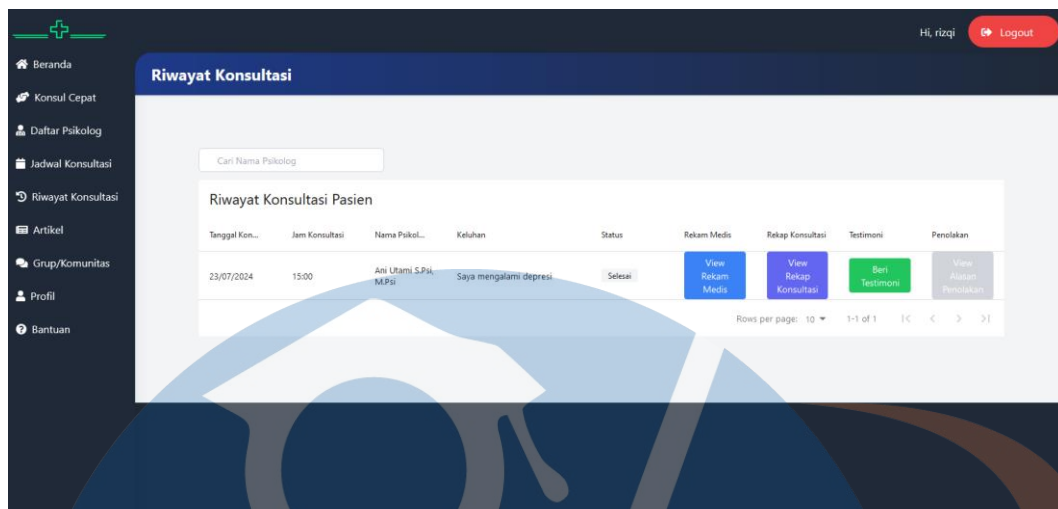 Hi, rizqi
Logout
Beranda
Konsul Cepat
Daftar Psikolog
Jadwal Konsultasi
Riwayat Konsultasi
Artikel
Grup/Komunitas
Profil
Bantuan
Riwayat Konsultasi
Cari Nama Psikolog
Riwayat Konsultasi Pasien
Tanggal Kon... Jam Konsultasi Nama Psikol... Keluhan Status Rekam Medis Rekap Konsultasi Testimoni Penolakan
23/07/2024 15:00 Ani Utami S.Psi, M.Psi Saya mengalami depresi Selesai View Rekam Medis View Rekap Konsultasi Beri Testimoni View Alasan Penolakan
Rows per page: 10 1-1 of 1